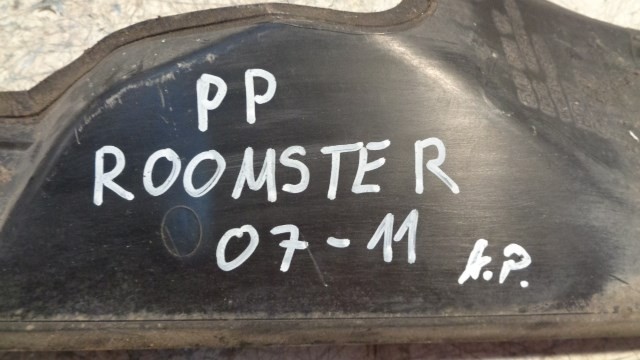 PP
ROOMSTER
07-11
A.P.